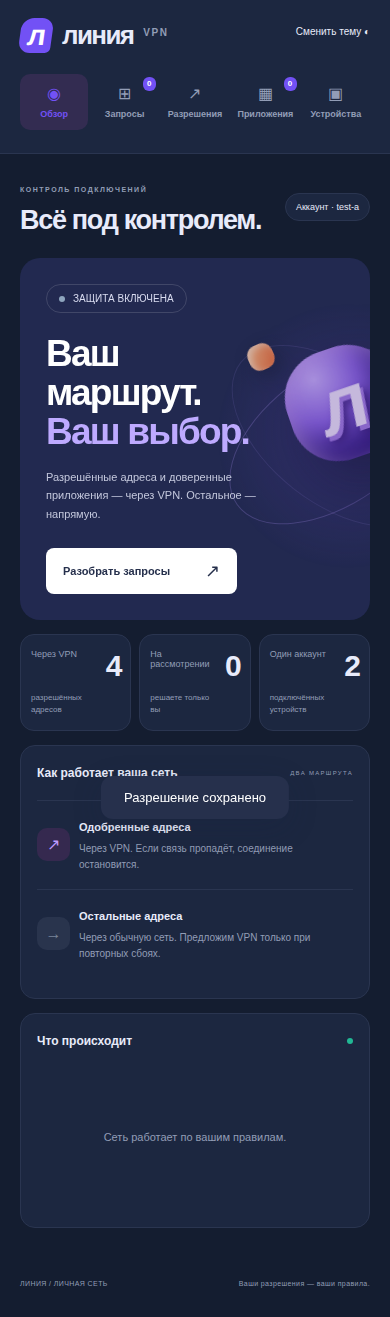 Л линия VPN
Сменить тему
0 0
Обзор Запросы Разрешения Приложения Устройства
КОНТРОЛЬ ПОДКЛЮЧЕНИЙ
Всё под контролем.
Аккаунт · test-a
ЗАЩИТА ВКЛЮЧЕНА
Ваш
маршрут.
Ваш выбор.
Л
Разрешённые адреса и доверенные
приложения — через VPN. Остальное —
напрямую.
Разобрать запросы ↗
Через VPN 4
разрешённых
адресов
На
рассмотрении 0
решаете только
вы
Один аккаунт 2
подключённых
устройств
Как работает ваша сеть
ДВА МАРШРУТА
Разрешение сохранено
↗ Одобренные адреса
Через VPN. Если связь пропадёт, соединение
остановится.
→ Остальные адреса
Через обычную сеть. Предложим VPN только при
повторных сбоях.
Что происходит
Сеть работает по вашим правилам.
ЛИНИЯ / ЛИЧНАЯ СЕТЬ
Ваши разрешения — ваши правила.